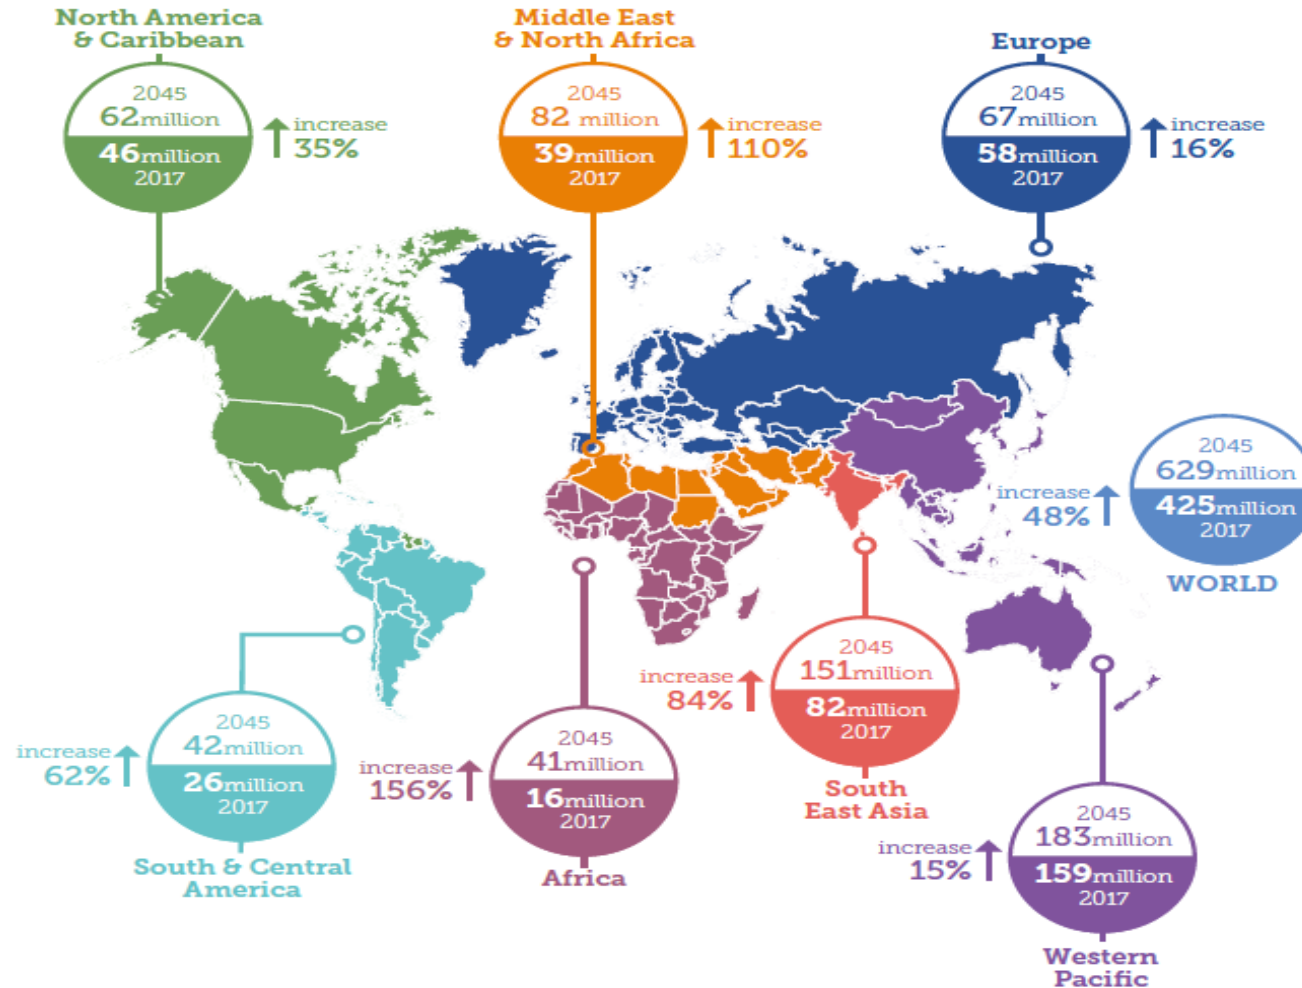 North America
& Caribbean
2045
62million
46million
2017
increase
35%
Middle East
& North Africa
2045
82 million
39million
2017
increase
110%
Europe
2045
67million
58million
2017
increase
16%
2045
629million
425million
2017
increase
48%
WORLD
2045
42million
26million
2017
increase
62%
South & Central
America
2045
41million
16million
2017
increase
156%
Africa
2045
151million
82million
2017
increase
84%
South
East Asia
2045
183million
159million
2017
increase
15%
Western
Pacific